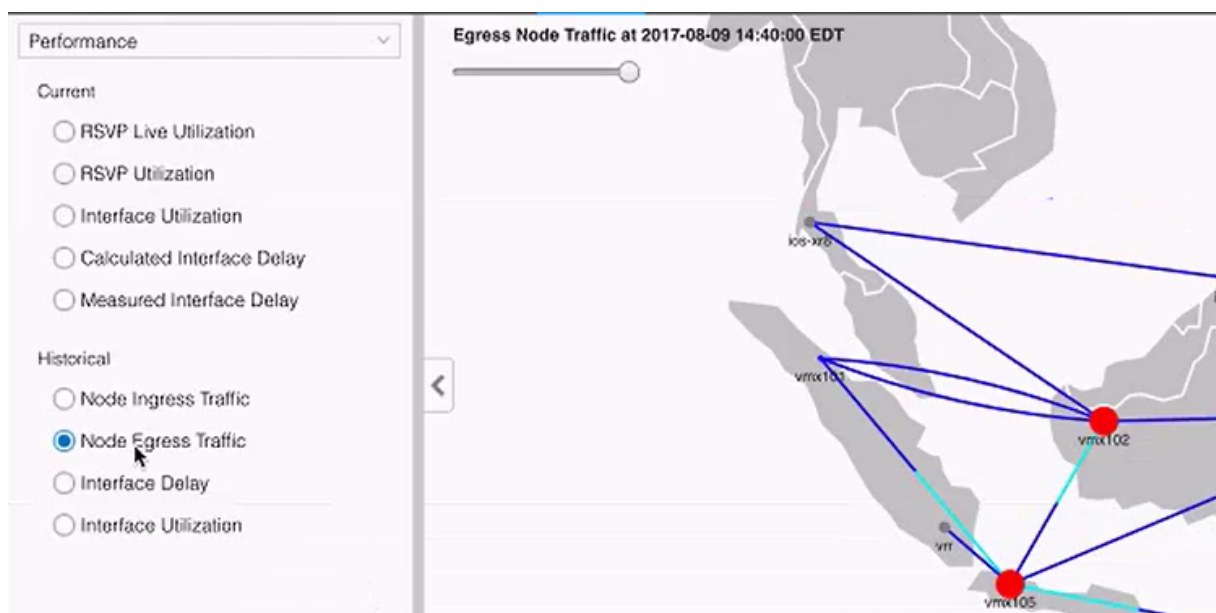 Performance
Current
RSVP Live Utilization
RSVP Utilization
Interface Utilization
Calculated Interface Delay
Measured Interface Delay
Historical
Node Ingress Traffic
Node Egress Traffic
Interface Delay
Interface Utilization
Egress Node Traffic at 2017-08-09 14:40:00 EDT
ios-xr8
vmx101
vmx102
vrr
vmx105